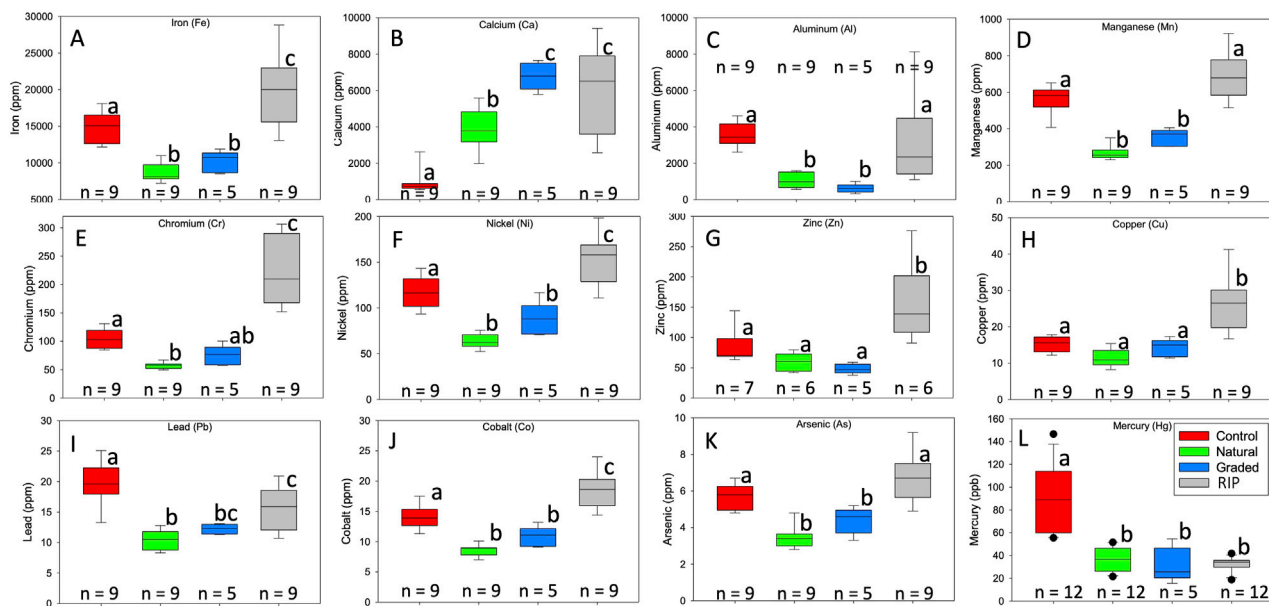 A
Iron (Fe)
Iron (ppm)
30000
25000
20000
15000
10000
5000
a
b
b
c
n = 9
n = 9
n = 5
n = 9
B
Calcium (Ca)
Calcium (ppm)
10000
8000
6000
4000
2000
0
a
b
c
c
n = 9
n = 9
n = 5
n = 9
C
Aluminum (Al)
Aluminum (ppm)
10000
8000
6000
4000
2000
0
n = 9
n = 9
n = 5
n = 9
a
b
b
a
D
Manganese (Mn)
Manganese (ppm)
1000
800
600
400
200
0
a
b
b
a
n = 9
n = 9
n = 5
n = 9
E
Chromium (Cr)
Chromium (ppm)
300
250
200
150
100
50
0
a
b
ab
c
n = 9
n = 9
n = 5
n = 9
F
Nickel (Ni)
Nickel (ppm)
200
150
100
50
0
a
b
b
c
n = 9
n = 9
n = 5
n = 9
G
Zinc (Zn)
Zinc (ppm)
300
250
200
150
100
50
0
a
a
a
b
n = 7
n = 6
n = 5
n = 6
H
Copper (Cu)
Copper (ppm)
50
40
30
20
10
0
a
a
a
b
n = 9
n = 9
n = 5
n = 9
I
Lead (Pb)
Lead (ppm)
30
25
20
15
10
5
0
a
b
bc
a
n = 9
n = 9
n = 5
n = 9
J
Cobalt (Co)
Cobalt (ppm)
30
25
20
15
10
5
0
a
b
b
c
n = 9
n = 9
n = 5
n = 9
K
Arsenic (As)
Arsenic (ppm)
10
8
6
4
2
0
a
b
b
a
n = 9
n = 9
n = 5
n = 9
L
Mercury (Hg)
Mercury (ppb)
160
140
120
100
80
60
40
20
0
a
b
b
b
n = 12
n = 12
n = 5
n = 12
Control
Natural
Graded
RIP